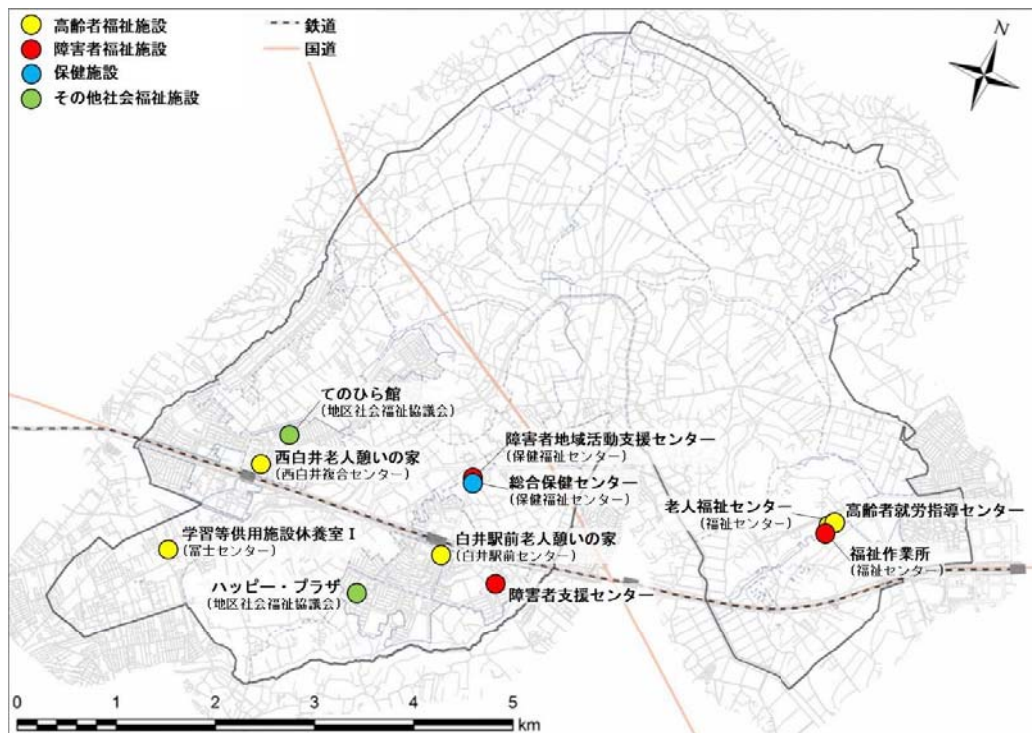 高齢者福祉施設
障害者福祉施設
保健施設
その他社会福祉施設
鉄道
国道
N
てのひら館
(地区社会福祉協議会)
西白井老人憩いの家
(西白井複合センター)
障害者地域活動支援センター
(保健福祉センター)
総合保健センター
(保健福祉センター)
老人福祉センター
(福祉センター)
高齢者就労指導センター
福祉作業所
(福祉センター)
学習等供用施設休養室Ⅰ
(冨士センター)
白井駅前老人憩いの家
(白井駅前センター)
ハッピー・プラザ
(地区社会福祉協議会)
障害者支援センター
0 1 2 3 4 5
km